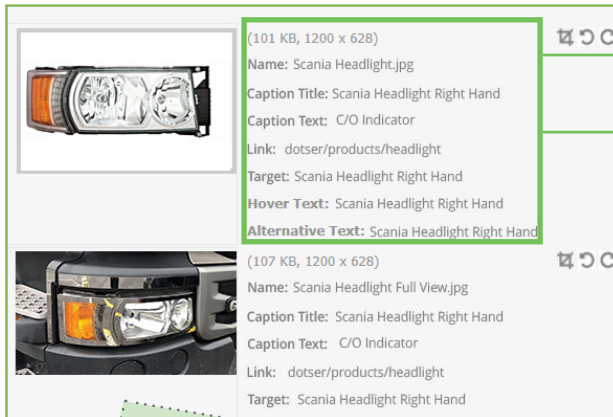 (101 KB, 1200 x 628)
Name: Scania Headlight.jpg
Caption Title: Scania Headlight Right Hand
Caption Text: C/O Indicator
Link: dotser/products/headlight
Target: Scania Headlight Right Hand
Hover Text: Scania Headlight Right Hand
Alternative Text: Scania Headlight Right Hand
(107 KB, 1200 x 628)
Name: Scania Headlight Full View.jpg
Caption Title: Scania Headlight Right Hand
Caption Text: C/O Indicator
Link: dotser/products/headlight
Target: Scania Headlight Right Hand